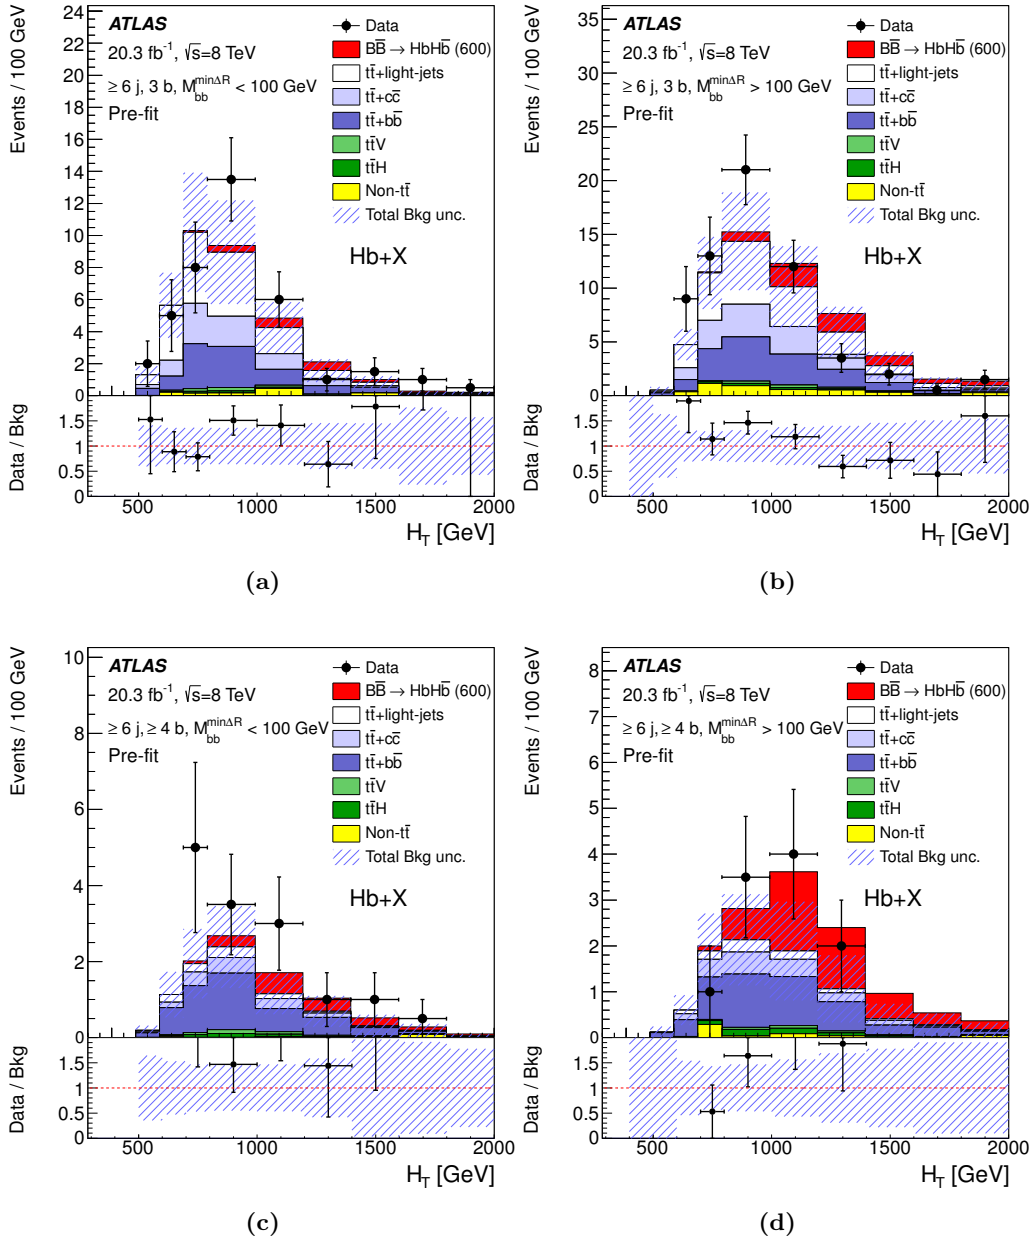 ATLAS
20.3 fb⁻¹, √s=8 TeV
≥ 6 j, 3 b, M_bb^minΔR < 100 GeV
Pre-fit
Data
BB̄ → HbHb̄ (600)
tt̄+light-jets
tt̄+cc̄
tt̄+bb̄
tt̄V
tt̄H
Non-tt̄
Total Bkg unc.
Hb+X
Events / 100 GeV
24
22
20
18
16
14
12
10
8
6
4
2
0
Data / Bkg
1.5
1
0.5
0
500 1000 1500 2000
H_T [GeV]
(a)
ATLAS
20.3 fb⁻¹, √s=8 TeV
≥ 6 j, 3 b, M_bb^minΔR > 100 GeV
Pre-fit
Data
BB̄ → HbHb̄ (600)
tt̄+light-jets
tt̄+cc̄
tt̄+bb̄
tt̄V
tt̄H
Non-tt̄
Total Bkg unc.
Hb+X
Events / 100 GeV
35
30
25
20
15
10
5
0
Data / Bkg
1.5
1
0.5
0
500 1000 1500 2000
H_T [GeV]
(b)
ATLAS
20.3 fb⁻¹, √s=8 TeV
≥ 6 j, ≥ 4 b, M_bb^minΔR < 100 GeV
Pre-fit
Data
BB̄ → HbHb̄ (600)
tt̄+light-jets
tt̄+cc̄
tt̄+bb̄
tt̄V
tt̄H
Non-tt̄
Total Bkg unc.
Hb+X
Events / 100 GeV
10
8
6
4
2
0
Data / Bkg
1.5
1
0.5
0
500 1000 1500 2000
H_T [GeV]
(c)
ATLAS
20.3 fb⁻¹, √s=8 TeV
≥ 6 j, ≥ 4 b, M_bb^minΔR > 100 GeV
Pre-fit
Data
BB̄ → HbHb̄ (600)
tt̄+light-jets
tt̄+cc̄
tt̄+bb̄
tt̄V
tt̄H
Non-tt̄
Total Bkg unc.
Hb+X
Events / 100 GeV
8
7
6
5
4
3
2
1
0
Data / Bkg
1.5
1
0.5
0
500 1000 1500 2000
H_T [GeV]
(d)